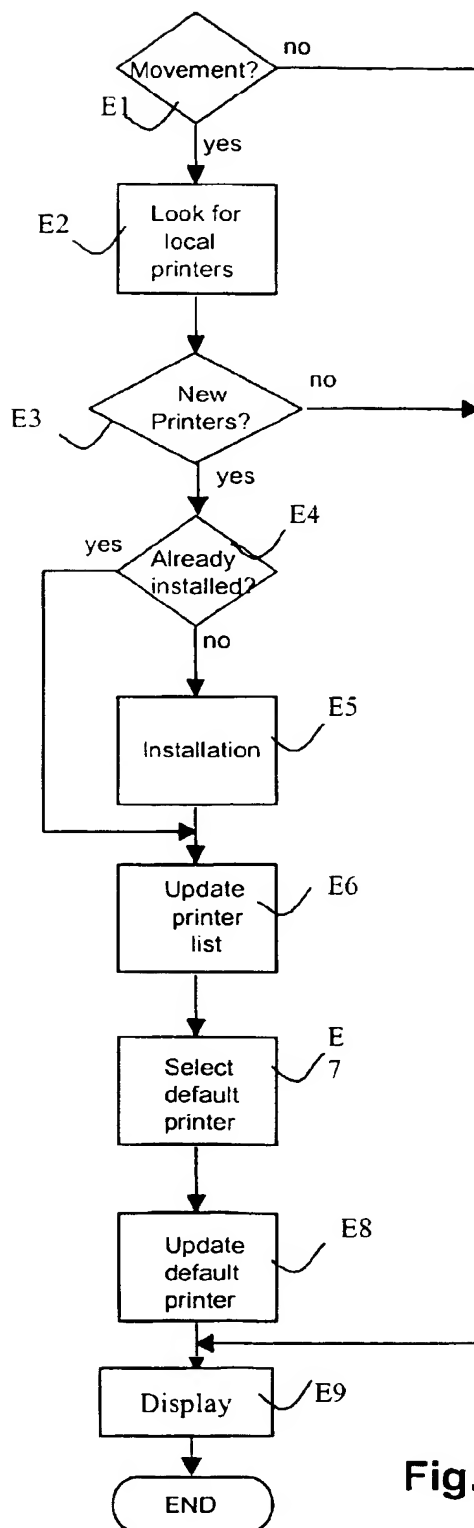 Movement?
no
E1
yes
Look for
local
printers
E2
New
Printers?
no
E3
yes
E4
yes
Already
installed?
no
E5
Installation
E6
Update
printer
list
E
7
Select
default
printer
E8
Update
default
printer
Display
E9
END
Fig.